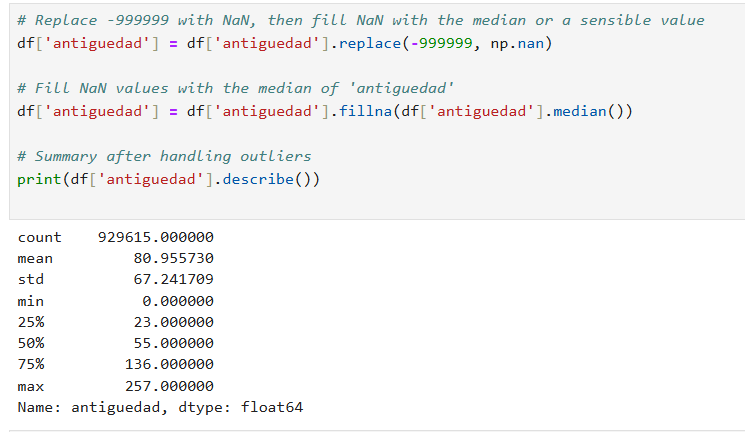 # Replace -999999 with NaN, then fill NaN with the median or a sensible value
df['antiguedad'] = df['antiguedad'].replace(-999999, np.nan)
# Fill NaN values with the median of 'antiguedad'
df['antiguedad'] = df['antiguedad'].fillna(df['antiguedad'].median())
# Summary after handling outliers
print(df['antiguedad'].describe())
count    929615.000000
mean         80.955730
std          67.241709
min           0.000000
25%          23.000000
50%          55.000000
75%         136.000000
max         257.000000
Name: antiguedad, dtype: float64